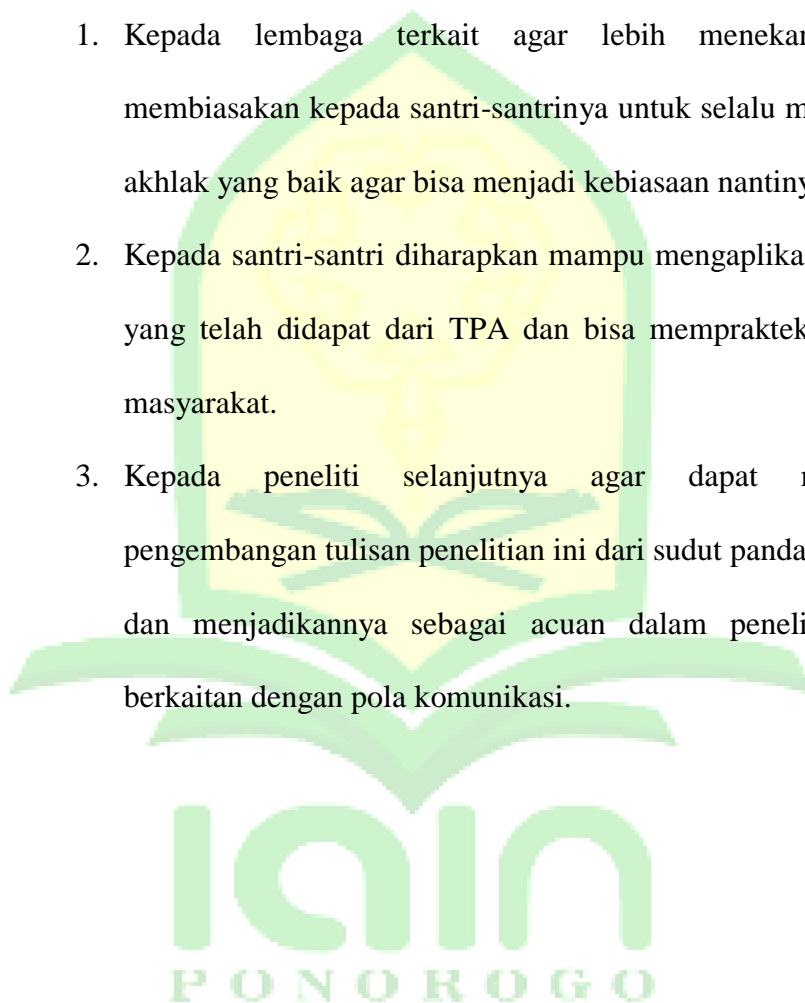 1. Kepada lembaga terkait agar lebih menekan
membiasakan kepada santri-santrinya untuk selalu m
akhlak yang baik agar bisa menjadi kebiasaan nantiny
2. Kepada santri-santri diharapkan mampu mengaplika
yang telah didapat dari TPA dan bisa mempraktek
masyarakat.
3. Kepada peneliti selanjutnya agar dapat
pengembangan tulisan penelitian ini dari sudut panda
dan menjadikannya sebagai acuan dalam peneli
berkaitan dengan pola komunikasi.
iain
PONOROGO